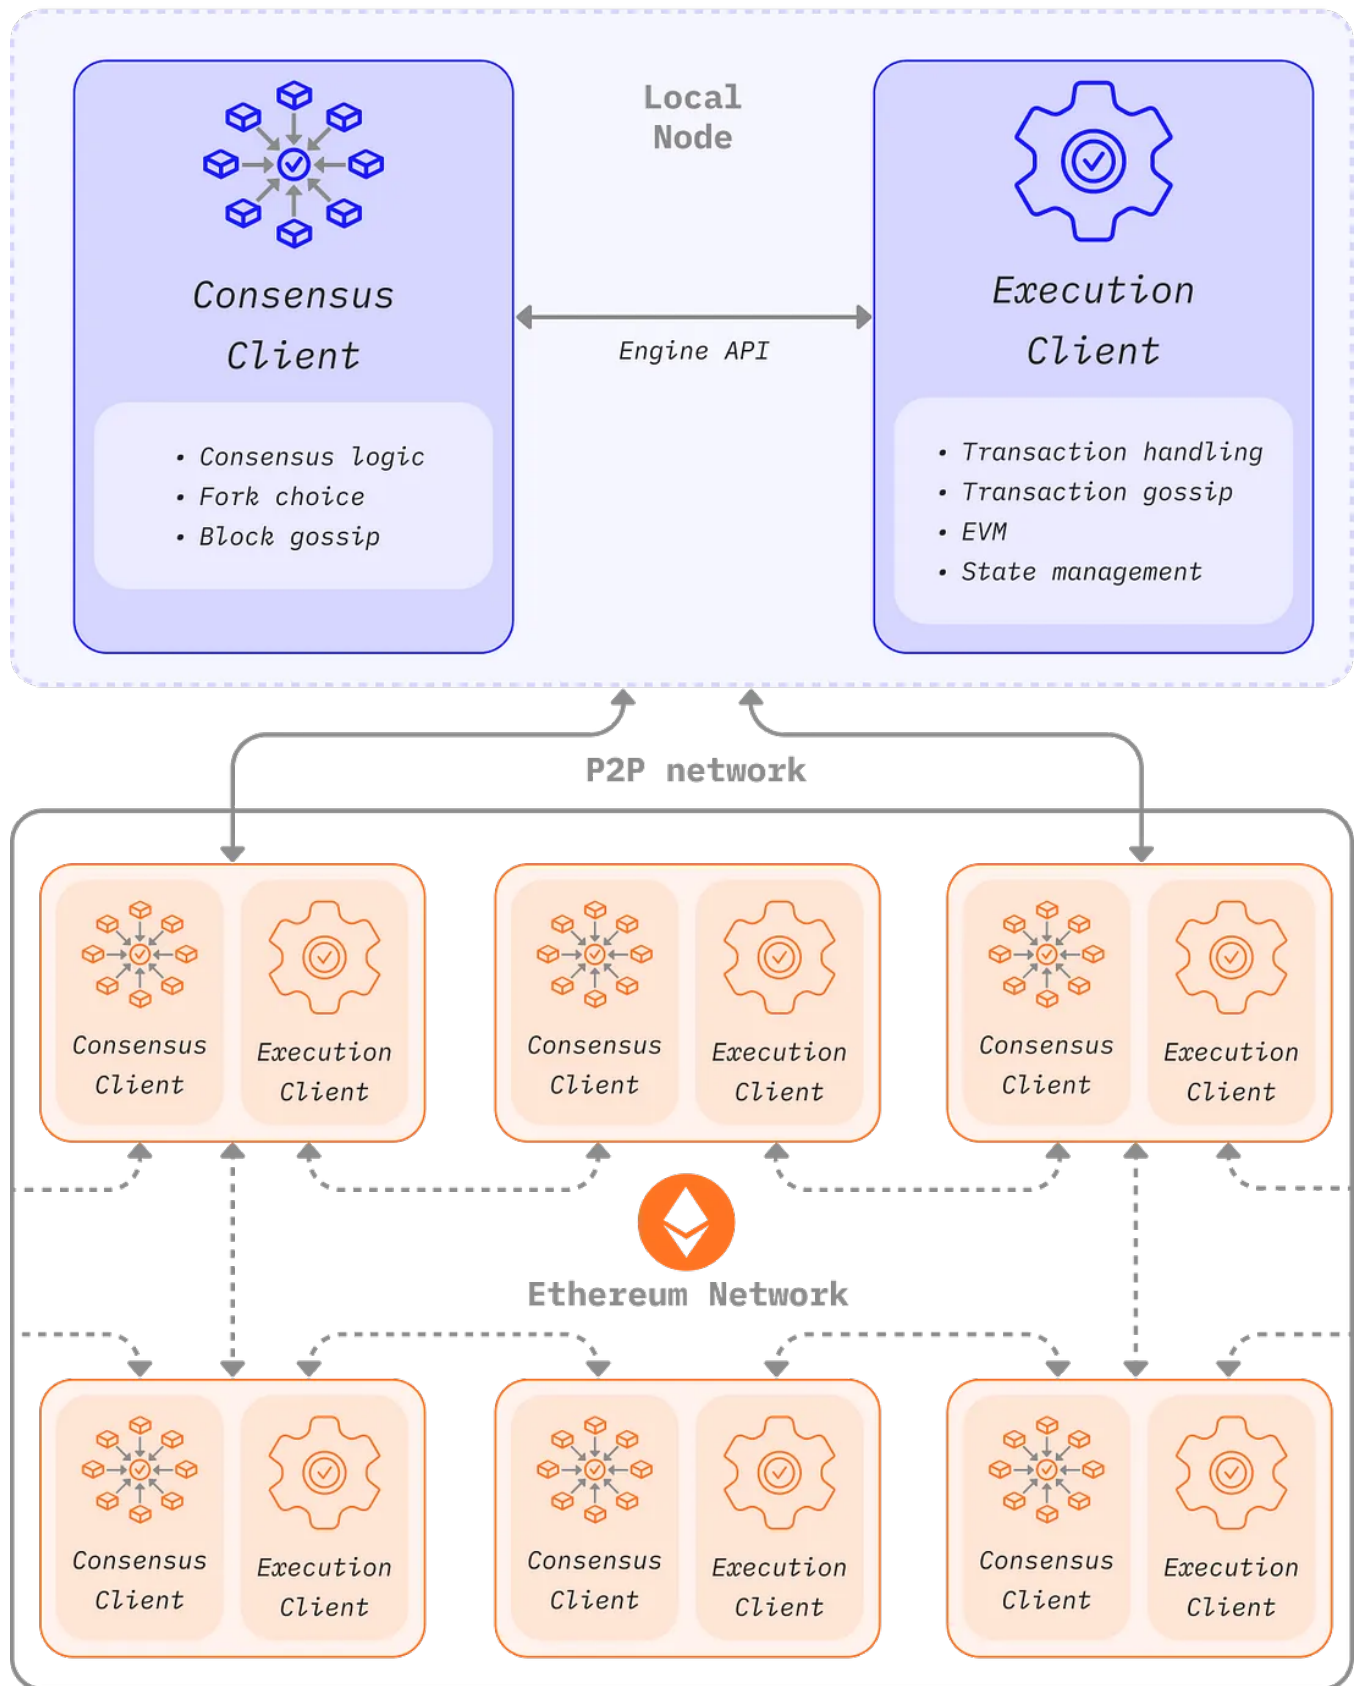 Local
Node
Consensus
Client
• Consensus logic
• Fork choice
• Block gossip
Engine API
Execution
Client
• Transaction handling
• Transaction gossip
• EVM
• State management
P2P network
Consensus
Client
Execution
Client
Consensus
Client
Execution
Client
Consensus
Client
Execution
Client
Ethereum Network
Consensus
Client
Execution
Client
Consensus
Client
Execution
Client
Consensus
Client
Execution
Client